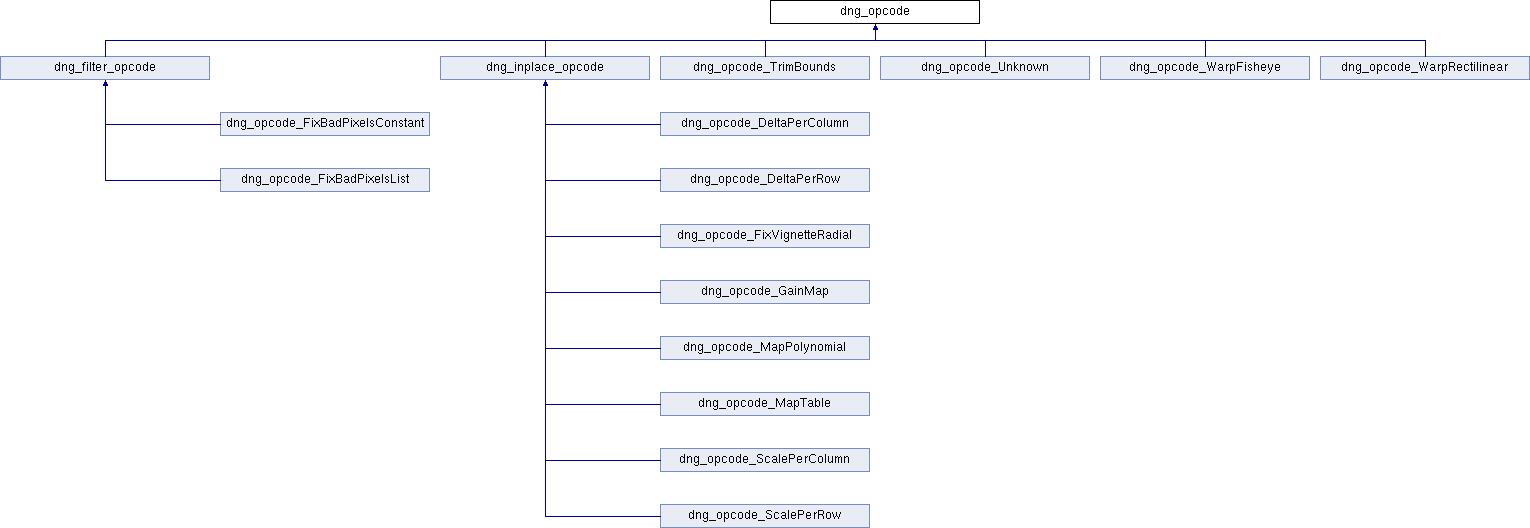 dng_opcode
dng_filter_opcode
dng_inplace_opcode
dng_opcode_TrimBounds
dng_opcode_Unknown
dng_opcode_WarpFisheye
dng_opcode_WarpRectilinear
dng_opcode_FixBadPixelsConstant
dng_opcode_DeltaPerColumn
dng_opcode_FixBadPixelsList
dng_opcode_DeltaPerRow
dng_opcode_FixVignetteRadial
dng_opcode_GainMap
dng_opcode_MapPolynomial
dng_opcode_MapTable
dng_opcode_ScalePerColumn
dng_opcode_ScalePerRow